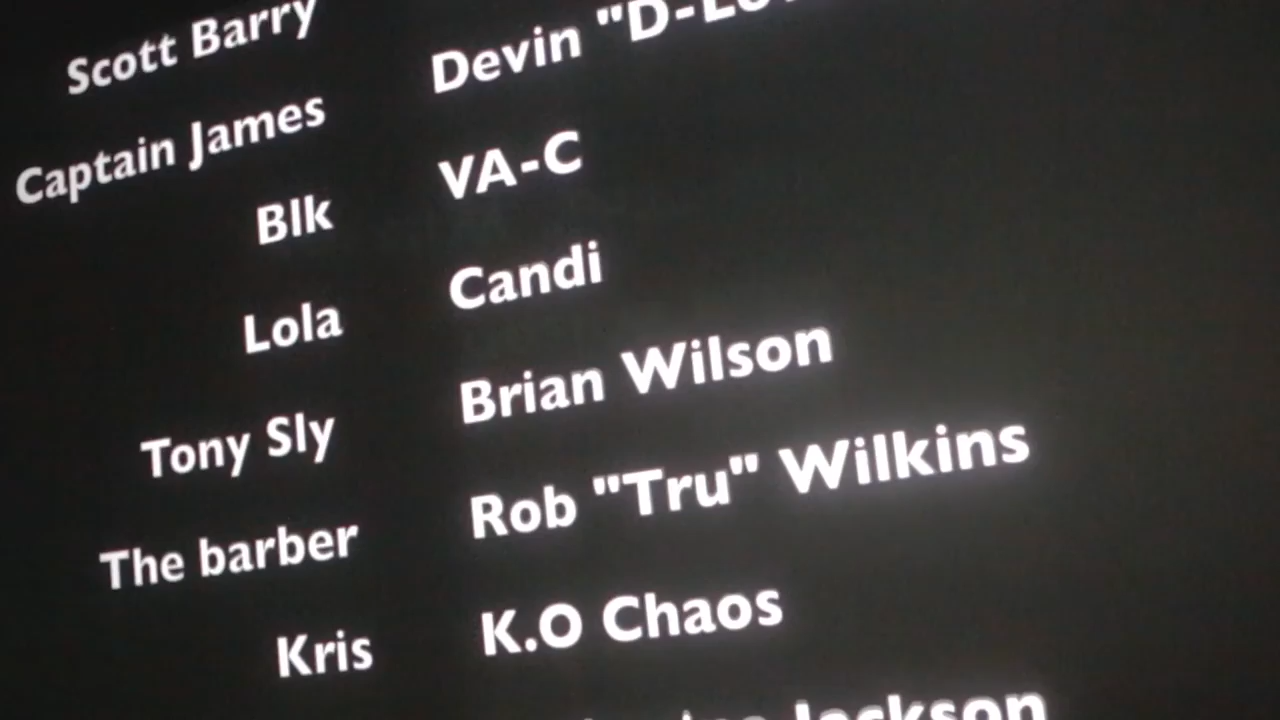 Scott Barry
Captain James Devin
Blk VA-C
Lola Candi
Tony Sly Brian Wilson
The barber Rob "Tru" Wilkins
Kris K.O Chaos
Jackson